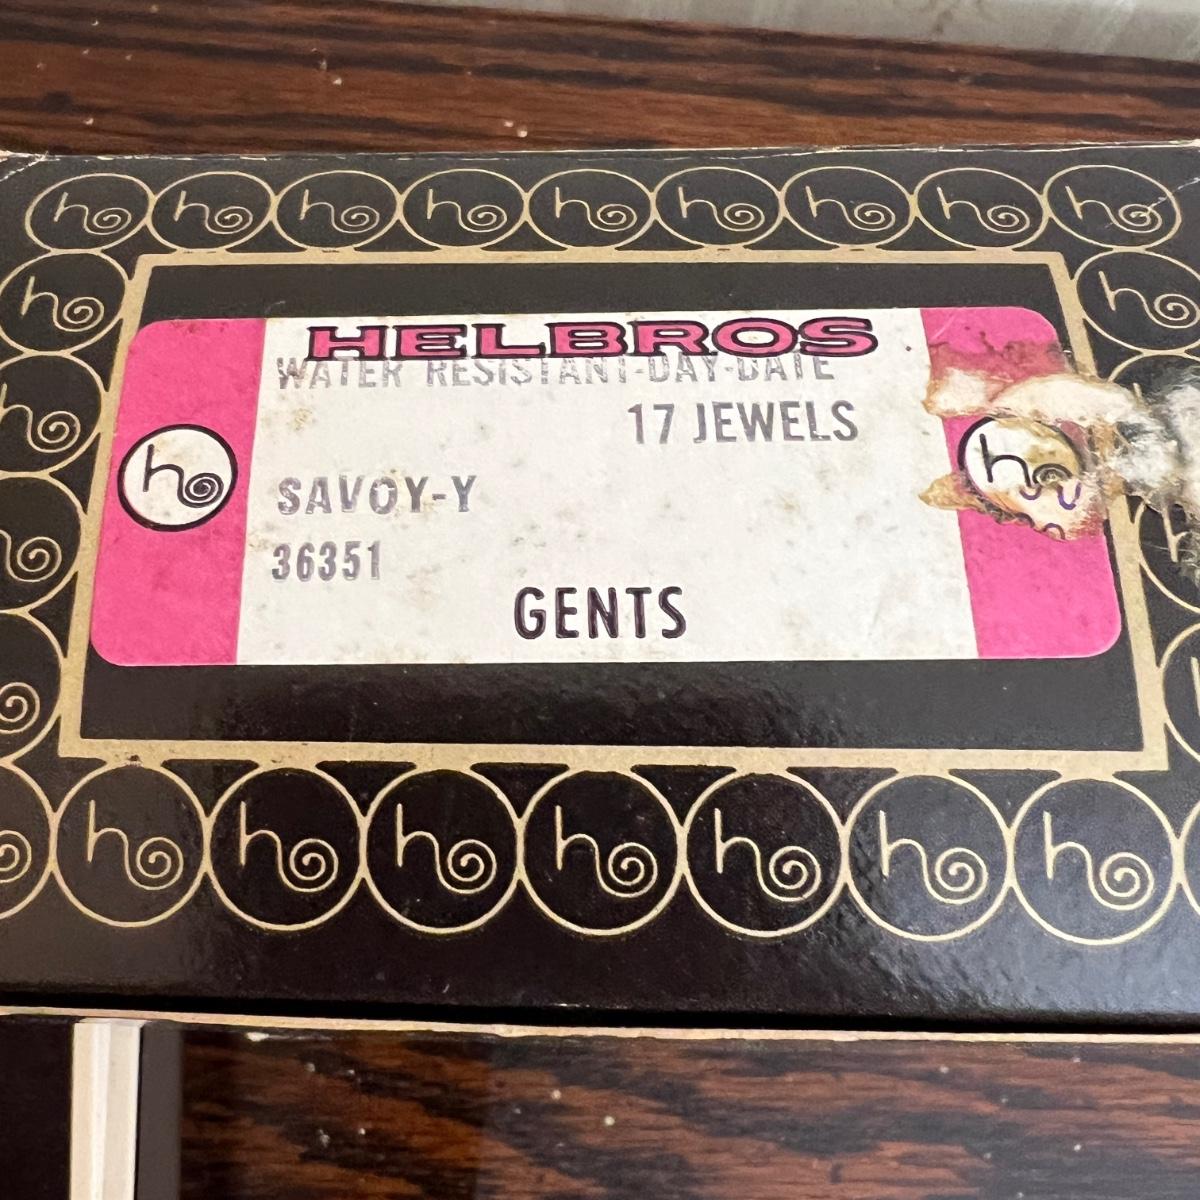 HELBROS
WATER RESISTANT-DAY-DATE
17 JEWELS
SAVOY-Y
36351
GENTS